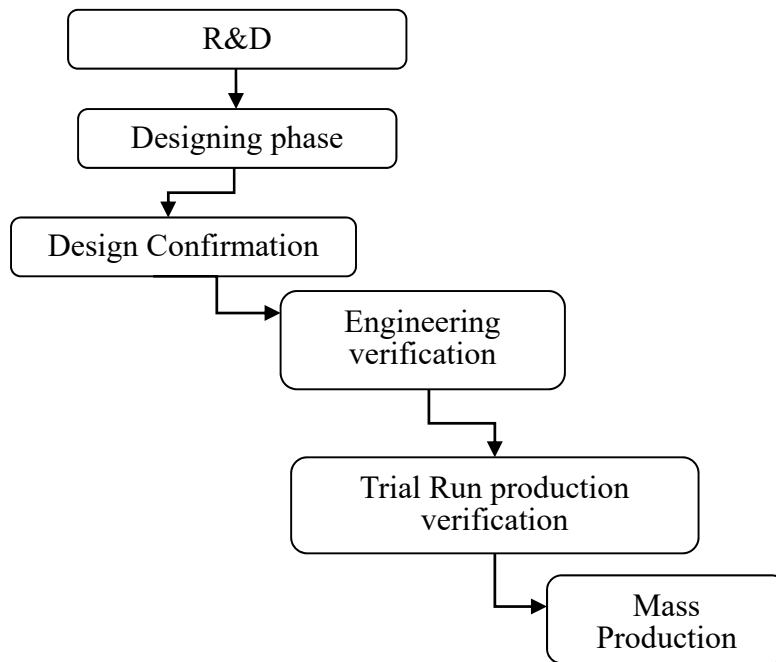 R&D
Designing phase
Design Confirmation
Engineering
verification
Trial Run production
verification
Mass
Production